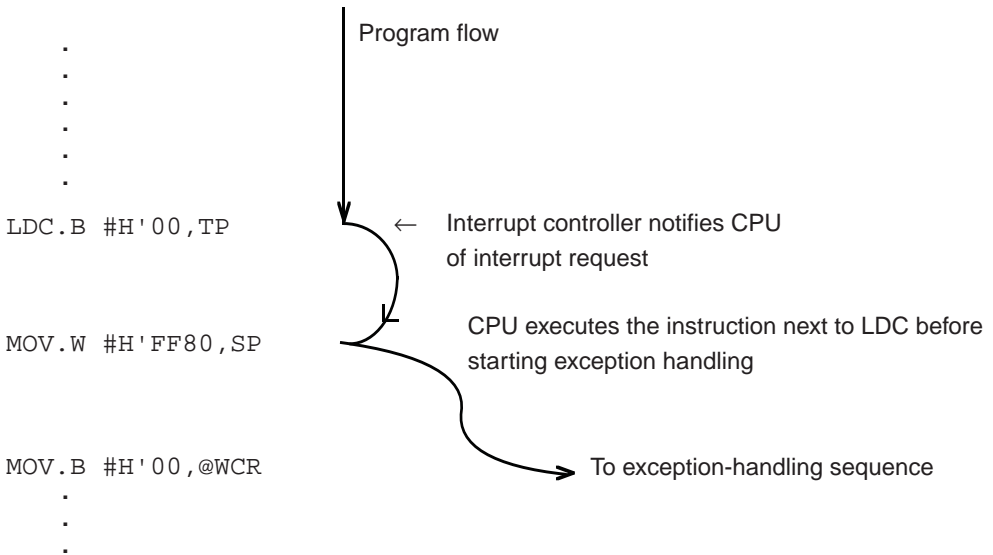 Program flow
.
.
.
.
.
.
LDC.B #H'00,TP ← Interrupt controller notifies CPU
of interrupt request
CPU executes the instruction next to LDC before
MOV.W #H'FF80,SP
starting exception handling
MOV.B #H'00,@WCR To exception-handling sequence
.
.
.